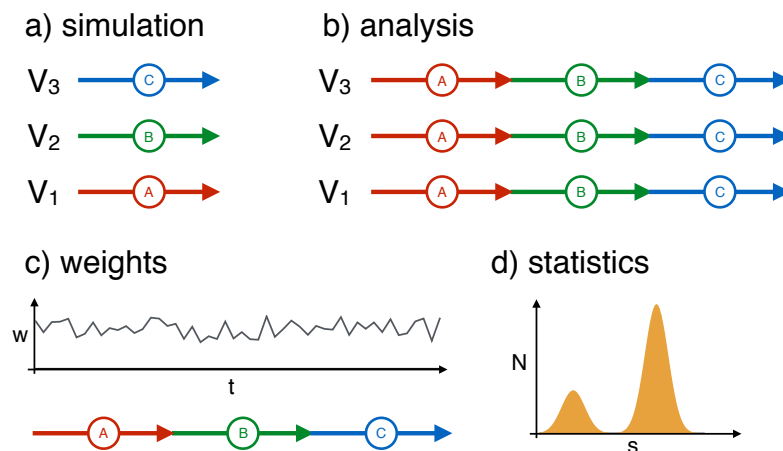 a) simulation
V3 C
V2 B
V1 A
b) analysis
V3 A B C
V2 A B C
V1 A B C
c) weights
w
t
A B C
d) statistics
N
s